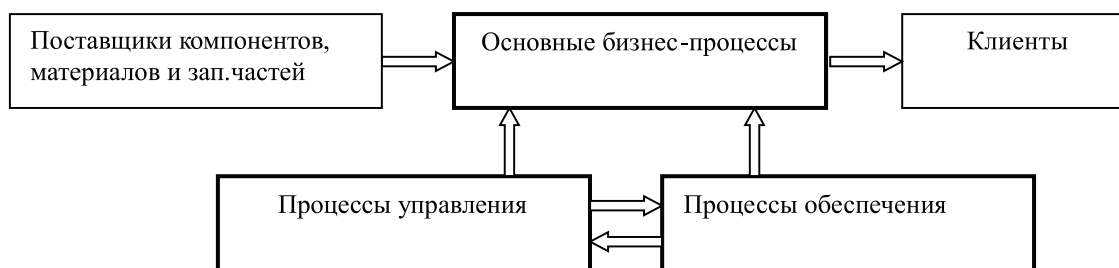 Поставщики компонентов,
материалов и зап.частей
Основные бизнес-процессы
Клиенты
Процессы управления
Процессы обеспечения